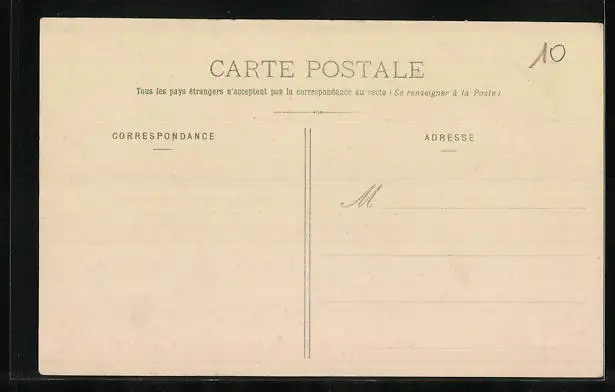 10
CARTE POSTALE
Tous les pays étrangers n'acceptent pas la correspondance au recto (Se renseigner à la Poste)
CORRESPONDANCE
ADRESSE
M